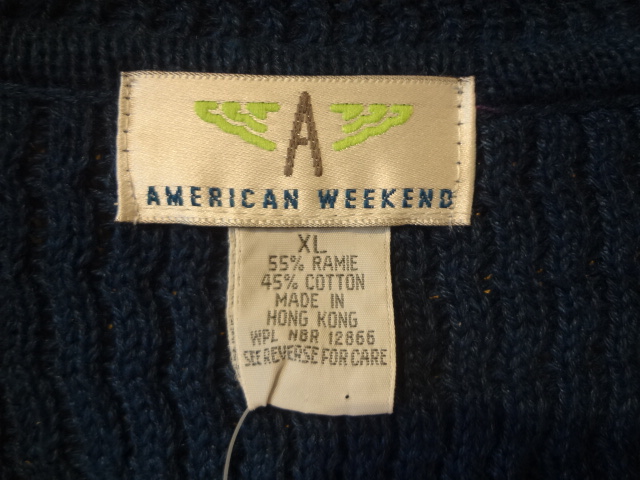 A
AMERICAN WEEKEND
XL
55% RAMIE
45% COTTON
MADE IN
HONG KONG
WPL NBR 12866
SEE REVERSE FOR CARE